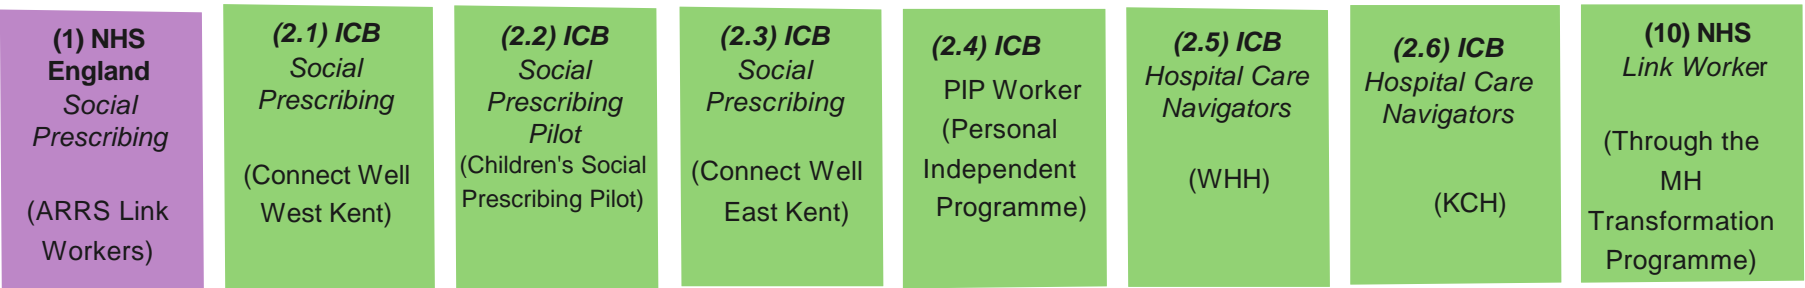 (1) NHS
England
Social
Prescribing
(ARRS Link
Workers)
(2.1) ICB
Social
Prescribing
(Connect Well
West Kent)
(2.2) ICB
Social
Prescribing
Pilot
(Children's Social
Prescribing Pilot)
(2.3) ICB
Social
Prescribing
(Connect Well
East Kent)
(2.4) ICB
PIP Worker
(Personal
Independent
Programme)
(2.5) ICB
Hospital Care
Navigators
(WHH)
(2.6) ICB
Hospital Care
Navigators
(KCH)
(10) NHS
Link Worker
(Through the
MH
Transformation
Programme)